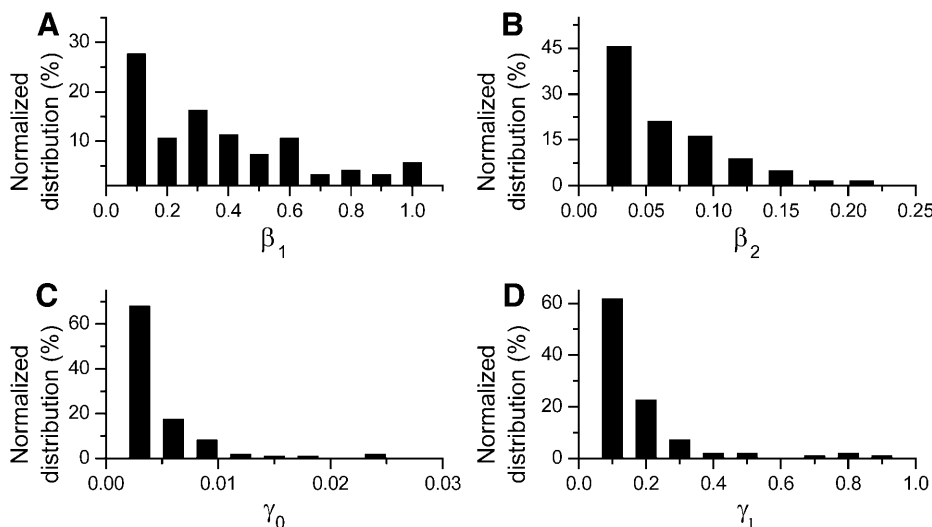 A
Normalized
distribution (%)
30
20
10
0.0 0.2 0.4 0.6 0.8 1.0
β1
B
Normalized
distribution (%)
45
30
15
0
0.00 0.05 0.10 0.15 0.20 0.25
β2
C
Normalized
distribution (%)
60
40
20
0
0.00 0.01 0.02 0.03
γ0
D
Normalized
distribution (%)
60
40
20
0
0.0 0.2 0.4 0.6 0.8 1.0
γ1